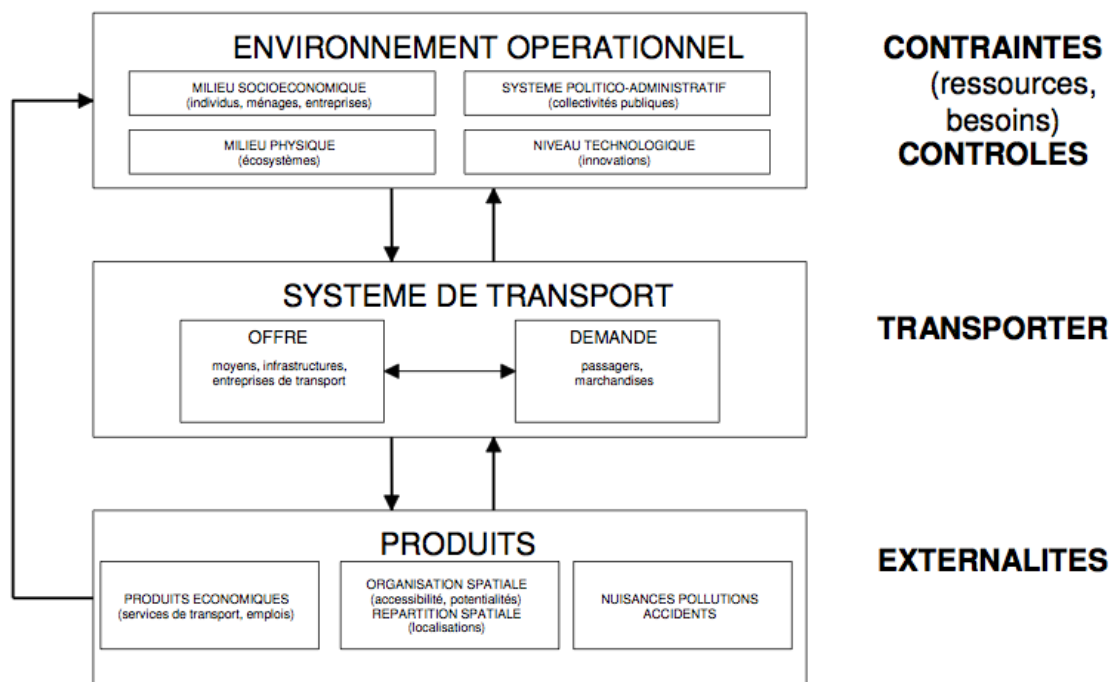 ENVIRONNEMENT OPERATIONNEL
MILIEU SOCIOECONOMIQUE
(individus, ménages, entreprises)
SYSTEME POLITICO-ADMINISTRATIF
(collectivités publiques)
MILIEU PHYSIQUE
(écosystèmes)
NIVEAU TECHNOLOGIQUE
(innovations)
CONTRAINTES
(ressources,
besoins)
CONTROLES
SYSTEME DE TRANSPORT
OFFRE
moyens, infrastructures,
entreprises de transport
DEMANDE
passagers,
marchandises
TRANSPORTER
PRODUITS
PRODUITS ECONOMIQUES
(services de transport, emplois)
ORGANISATION SPATIALE
(accessibilité, potentialités)
REPARTITION SPATIALE
(localisations)
NUISANCES POLLUTIONS
ACCIDENTS
EXTERNALITES